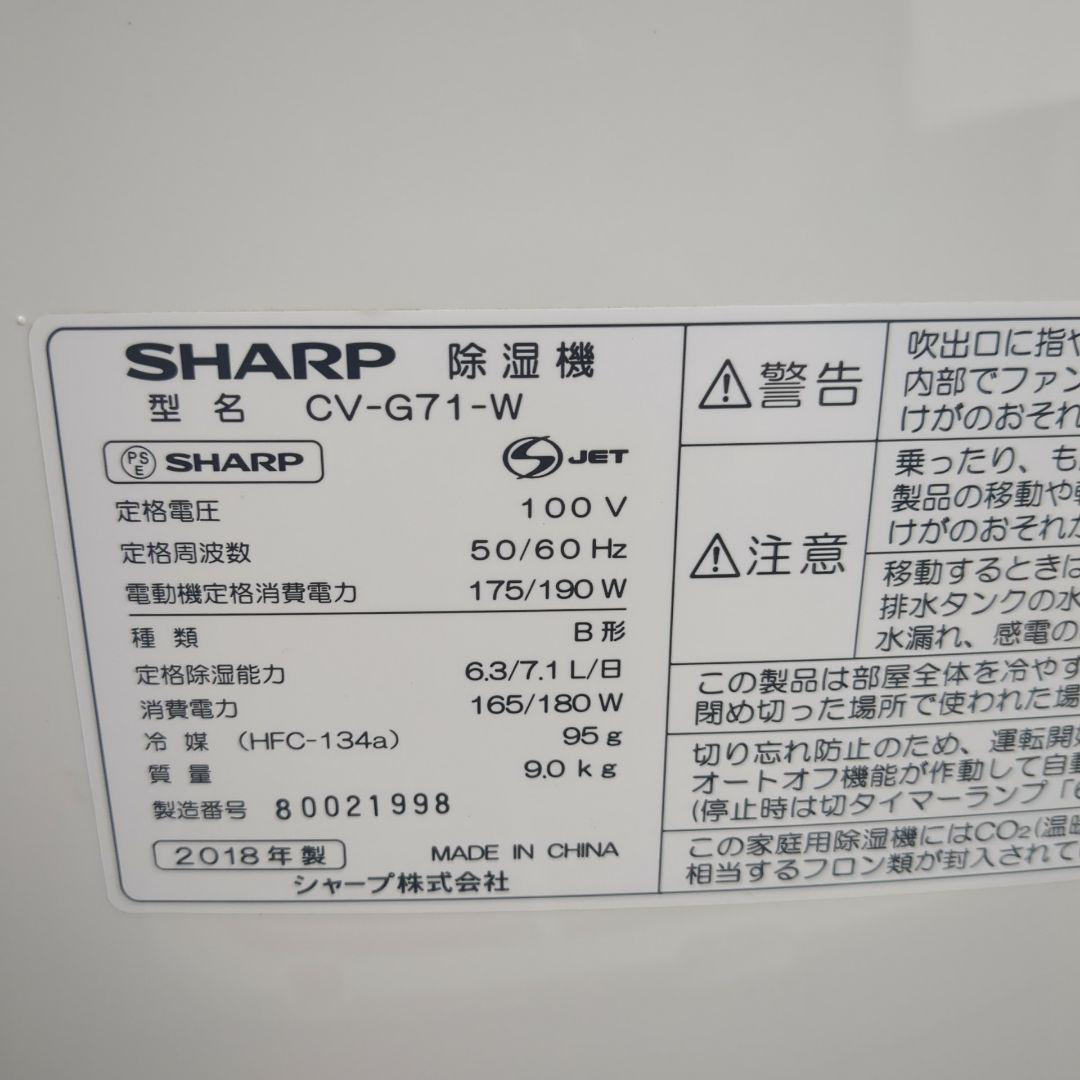 SHARP 除湿機
型名 CV-G71-W
PSE SHARP S JET
定格電圧 100 V
定格周波数 50/60 Hz
電動機定格消費電力 175/190 W
種類 B形
定格除湿能力 6.3/7.1 L/日
消費電力 165/180 W
冷媒 (HFC-134a) 95 g
質量 9.0 kg
製造番号 80021998
2018年製 MADE IN CHINA
シャープ株式会社
⚠警告
吹出口に指や
内部でファン
けがのおそれ
⚠注意
乗ったり、も
製品の移動や
けがのおそれ
移動するときは
排水タンクの水
水漏れ、感電の
この製品は部屋全体を冷やす
閉め切った場所で使われた場
切り忘れ防止のため、運転開始
オートオフ機能が作動して自動
(停止時は切タイマーランプ「6
この家庭用除湿機にはCO₂(温暖
相当するフロン類が封入されて